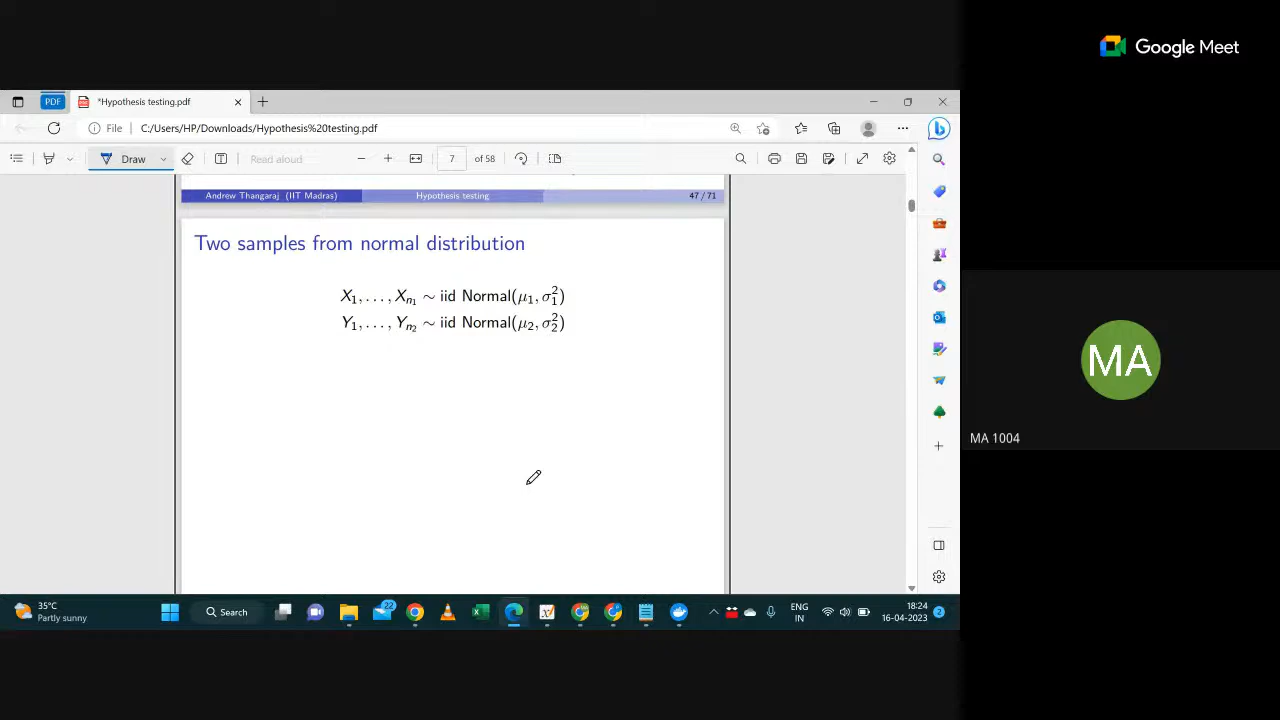 Google Meet
PDF
*Hypothesis testing.pdf
File C:/Users/HP/Downloads/Hypothesis%20testing.pdf
Draw
Read aloud
7 of 58
Andrew Thangaraj (IIT Madras) Hypothesis testing 47 / 71
Two samples from normal distribution
X₁, . . . , Xₙ₁ ∼ iid Normal(μ₁, σ₁²)
Y₁, . . . , Yₙ₂ ∼ iid Normal(μ₂, σ₂²)
MA
MA 1004
35°C
Partly sunny
Search
22
ENG
IN
18:24
16-04-2023
2